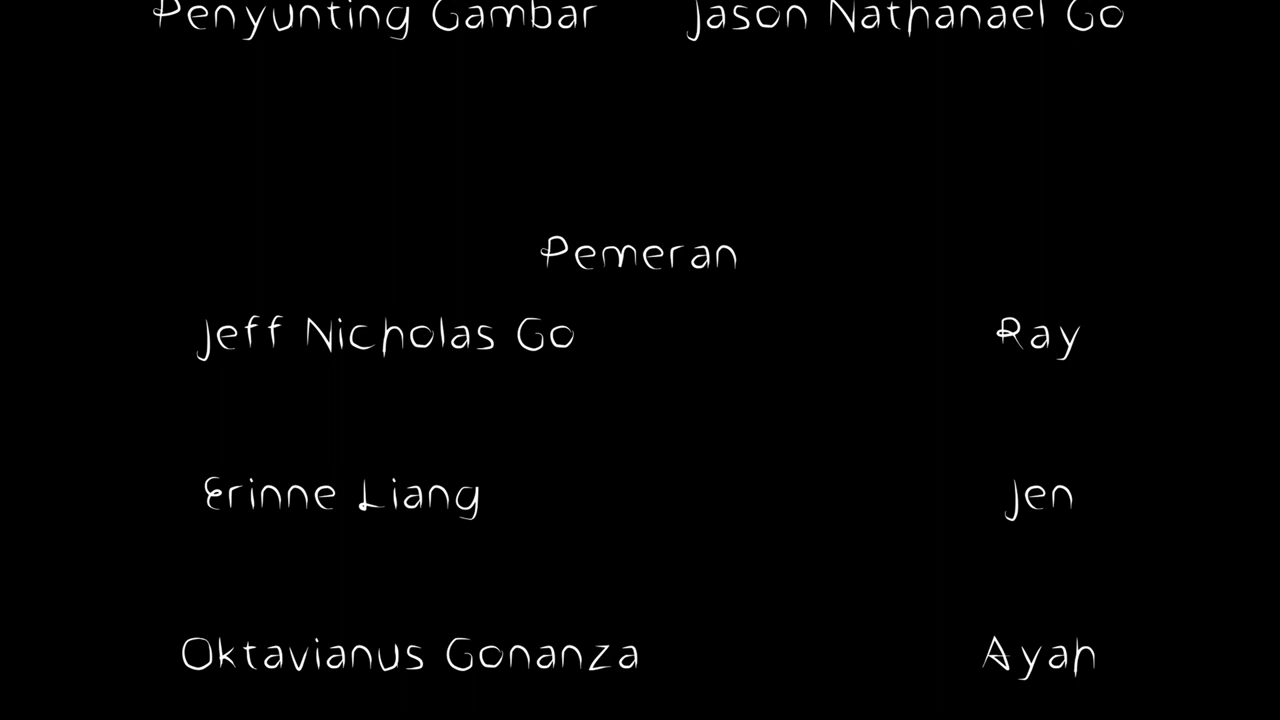 Penyunting Gambar Jason Nathanael Go
Pemeran
Jeff Nicholas Go Ray
Erinne Liang Jen
Oktavianus Gonanza Ayah